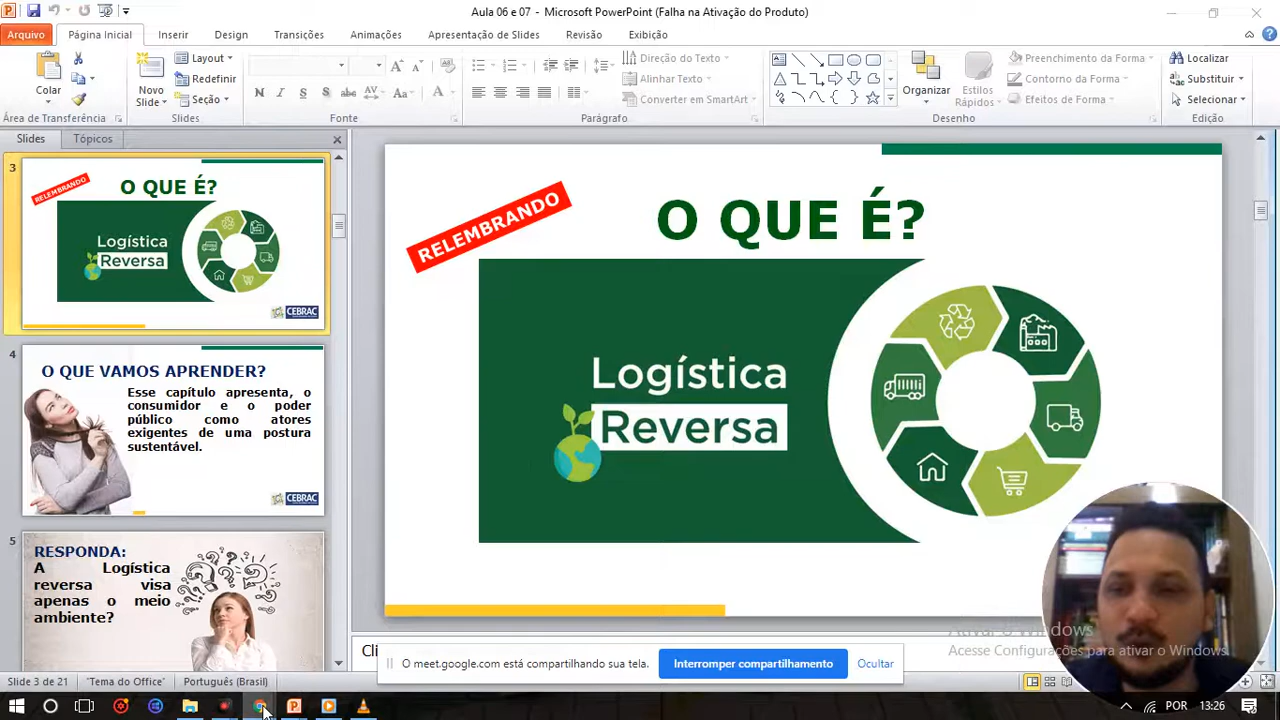 Aula 06 e 07 - Microsoft PowerPoint (Falha na Ativação do Produto)
Arquivo
Página Inicial
Inserir
Design
Transições
Animações
Apresentação de Slides
Revisão
Exibição
Colar
Área de Transferência
Novo
Slide
Layout
Redefinir
Seção
Slides
N
I
S
S
abc
AV
Aa
A
Fonte
Direção do Texto
Alinhar Texto
Converter em SmartArt
Parágrafo
Organizar
Estilos
Rápidos
Preenchimento da Forma
Contorno da Forma
Efeitos de Forma
Desenho
Localizar
Substituir
Selecionar
Edição
Slides
Tópicos
3
RELEMBRANDO
O QUE É?
Logística
Reversa
CEBRAC
4
O QUE VAMOS APRENDER?
Esse capítulo apresenta, o
consumidor e o poder
público como atores
exigentes de uma postura
sustentável.
CEBRAC
5
RESPONDA:
A Logística
reversa visa
apenas o meio
ambiente?
RELEMBRANDO
O QUE É?
Logística
Reversa
Ativar o Windows
Acesse Configurações para ativar o Windows.
O meet.google.com está compartilhando sua tela.
Interromper compartilhamento
Ocultar
Slide 3 de 21
"Tema do Office"
Português (Brasil)
POR
13:26